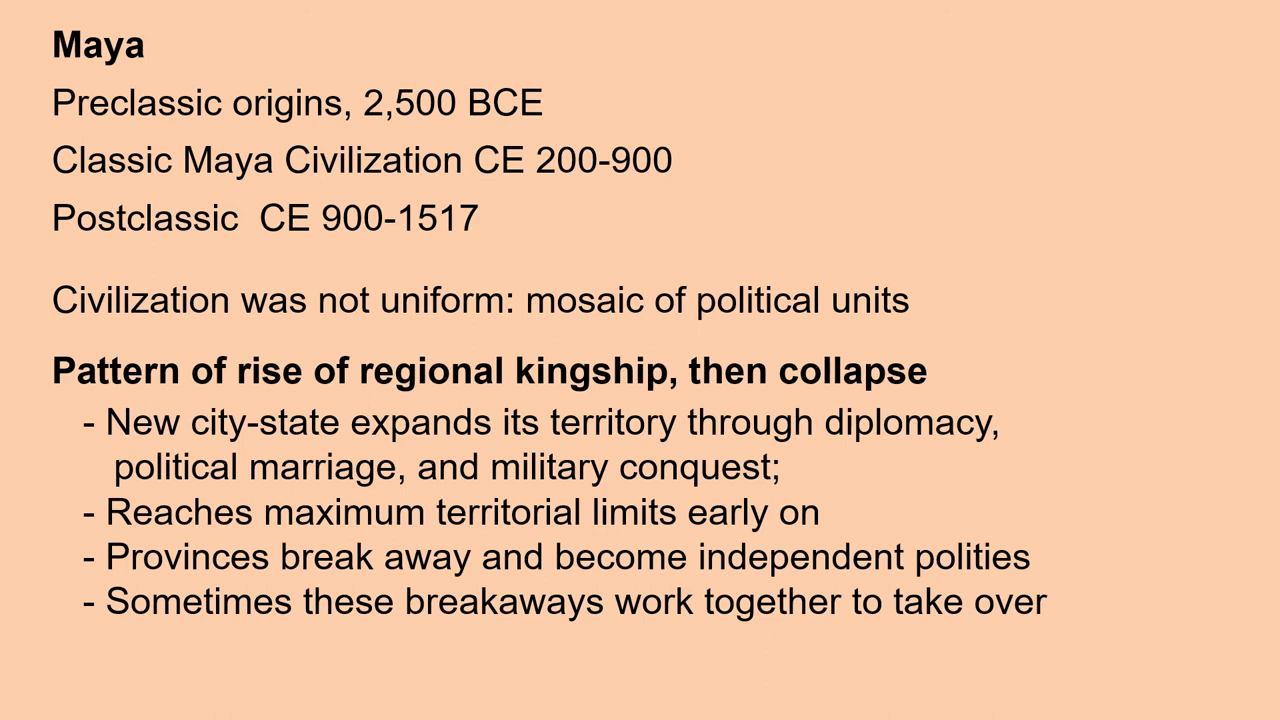 Maya
Preclassic origins, 2,500 BCE
Classic Maya Civilization CE 200-900
Postclassic  CE 900-1517
Civilization was not uniform: mosaic of political units
Pattern of rise of regional kingship, then collapse
- New city-state expands its territory through diplomacy,
political marriage, and military conquest;
- Reaches maximum territorial limits early on
- Provinces break away and become independent polities
- Sometimes these breakaways work together to take over